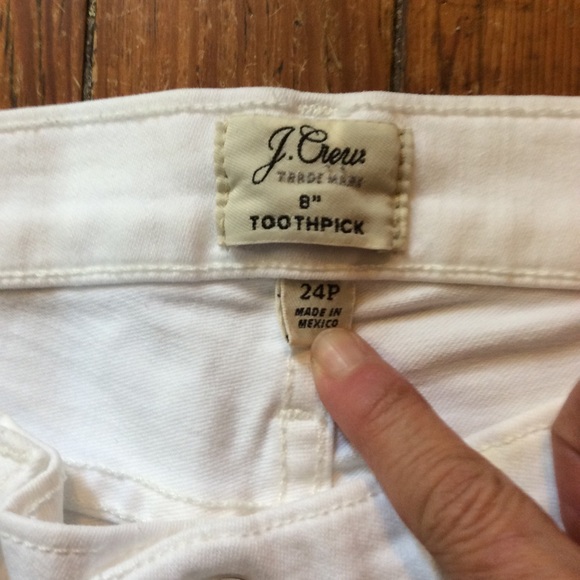 J.Crew
TRADE MARK
8"
TOOTHPICK
24P
MADE IN
MEXICO